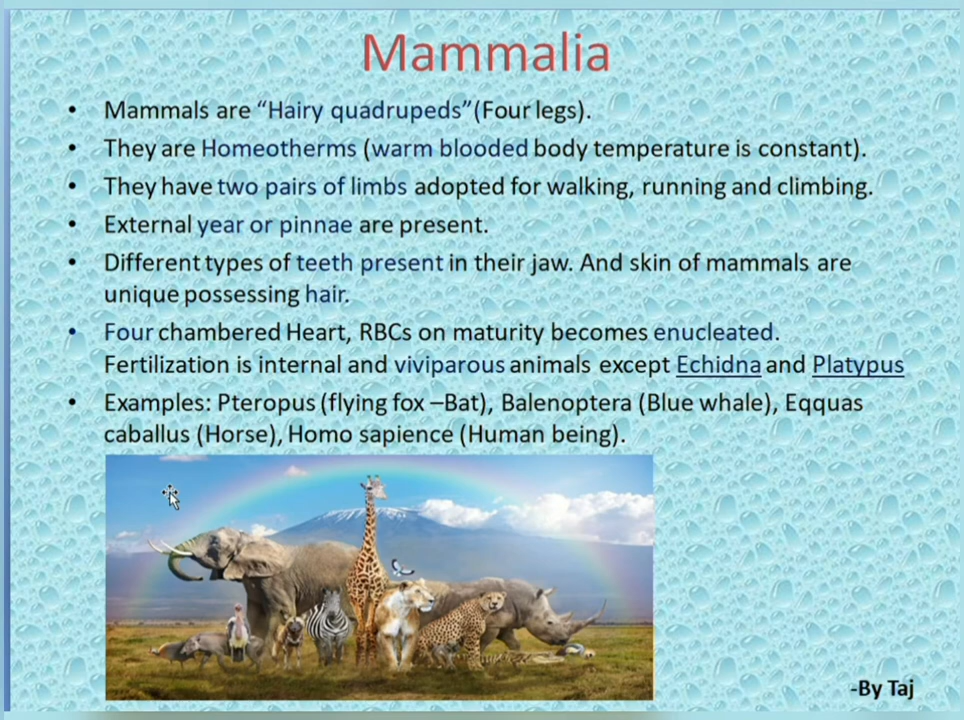 Mammalia
• Mammals are “Hairy quadrupeds”(Four legs).
• They are Homeotherms (warm blooded body temperature is constant).
• They have two pairs of limbs adopted for walking, running and climbing.
• External year or pinnae are present.
• Different types of teeth present in their jaw. And skin of mammals are
unique possessing hair.
• Four chambered Heart, RBCs on maturity becomes enucleated.
Fertilization is internal and viviparous animals except Echidna and Platypus
• Examples: Pteropus (flying fox –Bat), Balenoptera (Blue whale), Eqquas
caballus (Horse), Homo sapience (Human being).
-By Taj